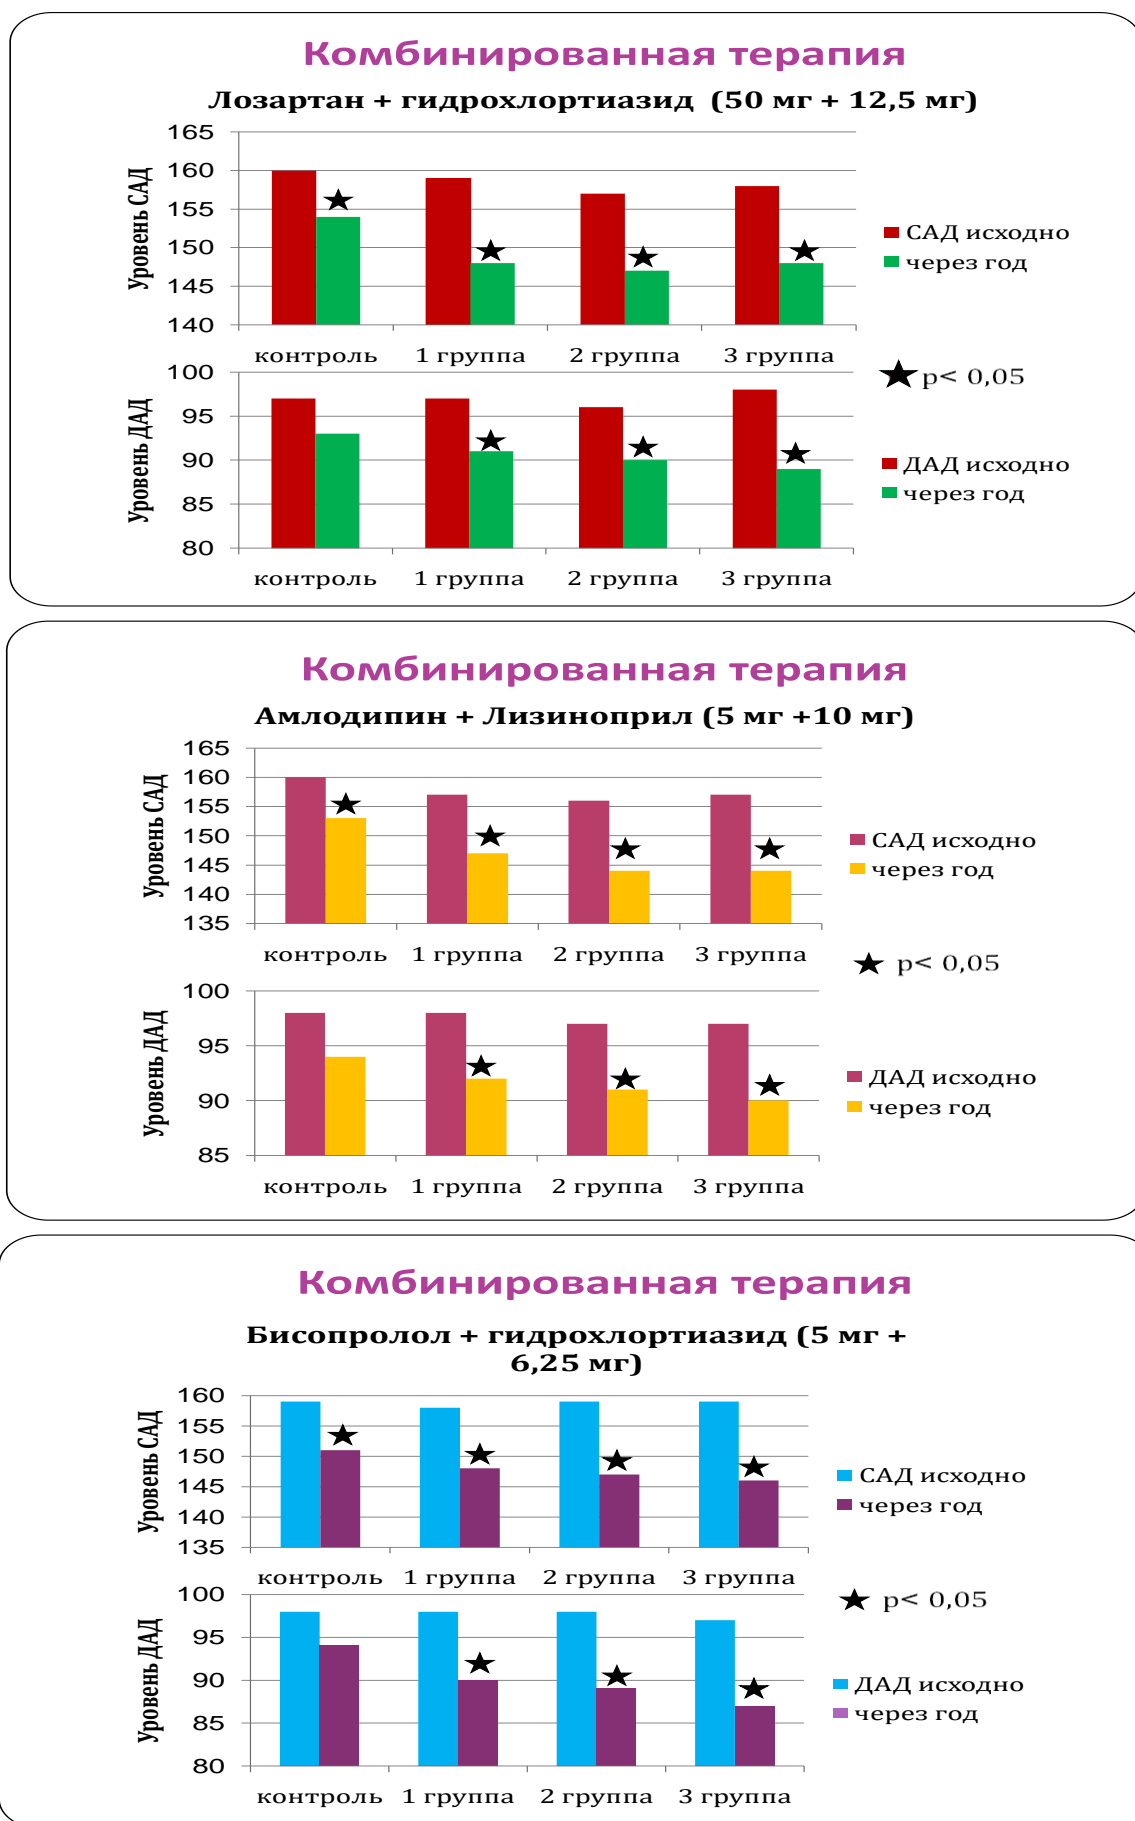 Комбинированная терапия
Лозартан + гидрохлортиазид (50 мг + 12,5 мг)
Уровень САД
165
160
155
150
145
140
контроль 1 группа 2 группа 3 группа
САД исходно
через год
p< 0,05
Уровень ДАД
100
95
90
85
80
контроль 1 группа 2 группа 3 группа
ДАД исходно
через год
Комбинированная терапия
Амлодипин + Лизиноприл (5 мг +10 мг)
Уровень САД
165
160
155
150
145
140
135
контроль 1 группа 2 группа 3 группа
САД исходно
через год
p< 0,05
Уровень ДАД
100
95
90
85
контроль 1 группа 2 группа 3 группа
ДАД исходно
через год
Комбинированная терапия
Бисопролол + гидрохлортиазид (5 мг +
6,25 мг)
Уровень САД
160
155
150
145
140
135
контроль 1 группа 2 группа 3 группа
САД исходно
через год
p< 0,05
Уровень ДАД
100
95
90
85
80
контроль 1 группа 2 группа 3 группа
ДАД исходно
через год